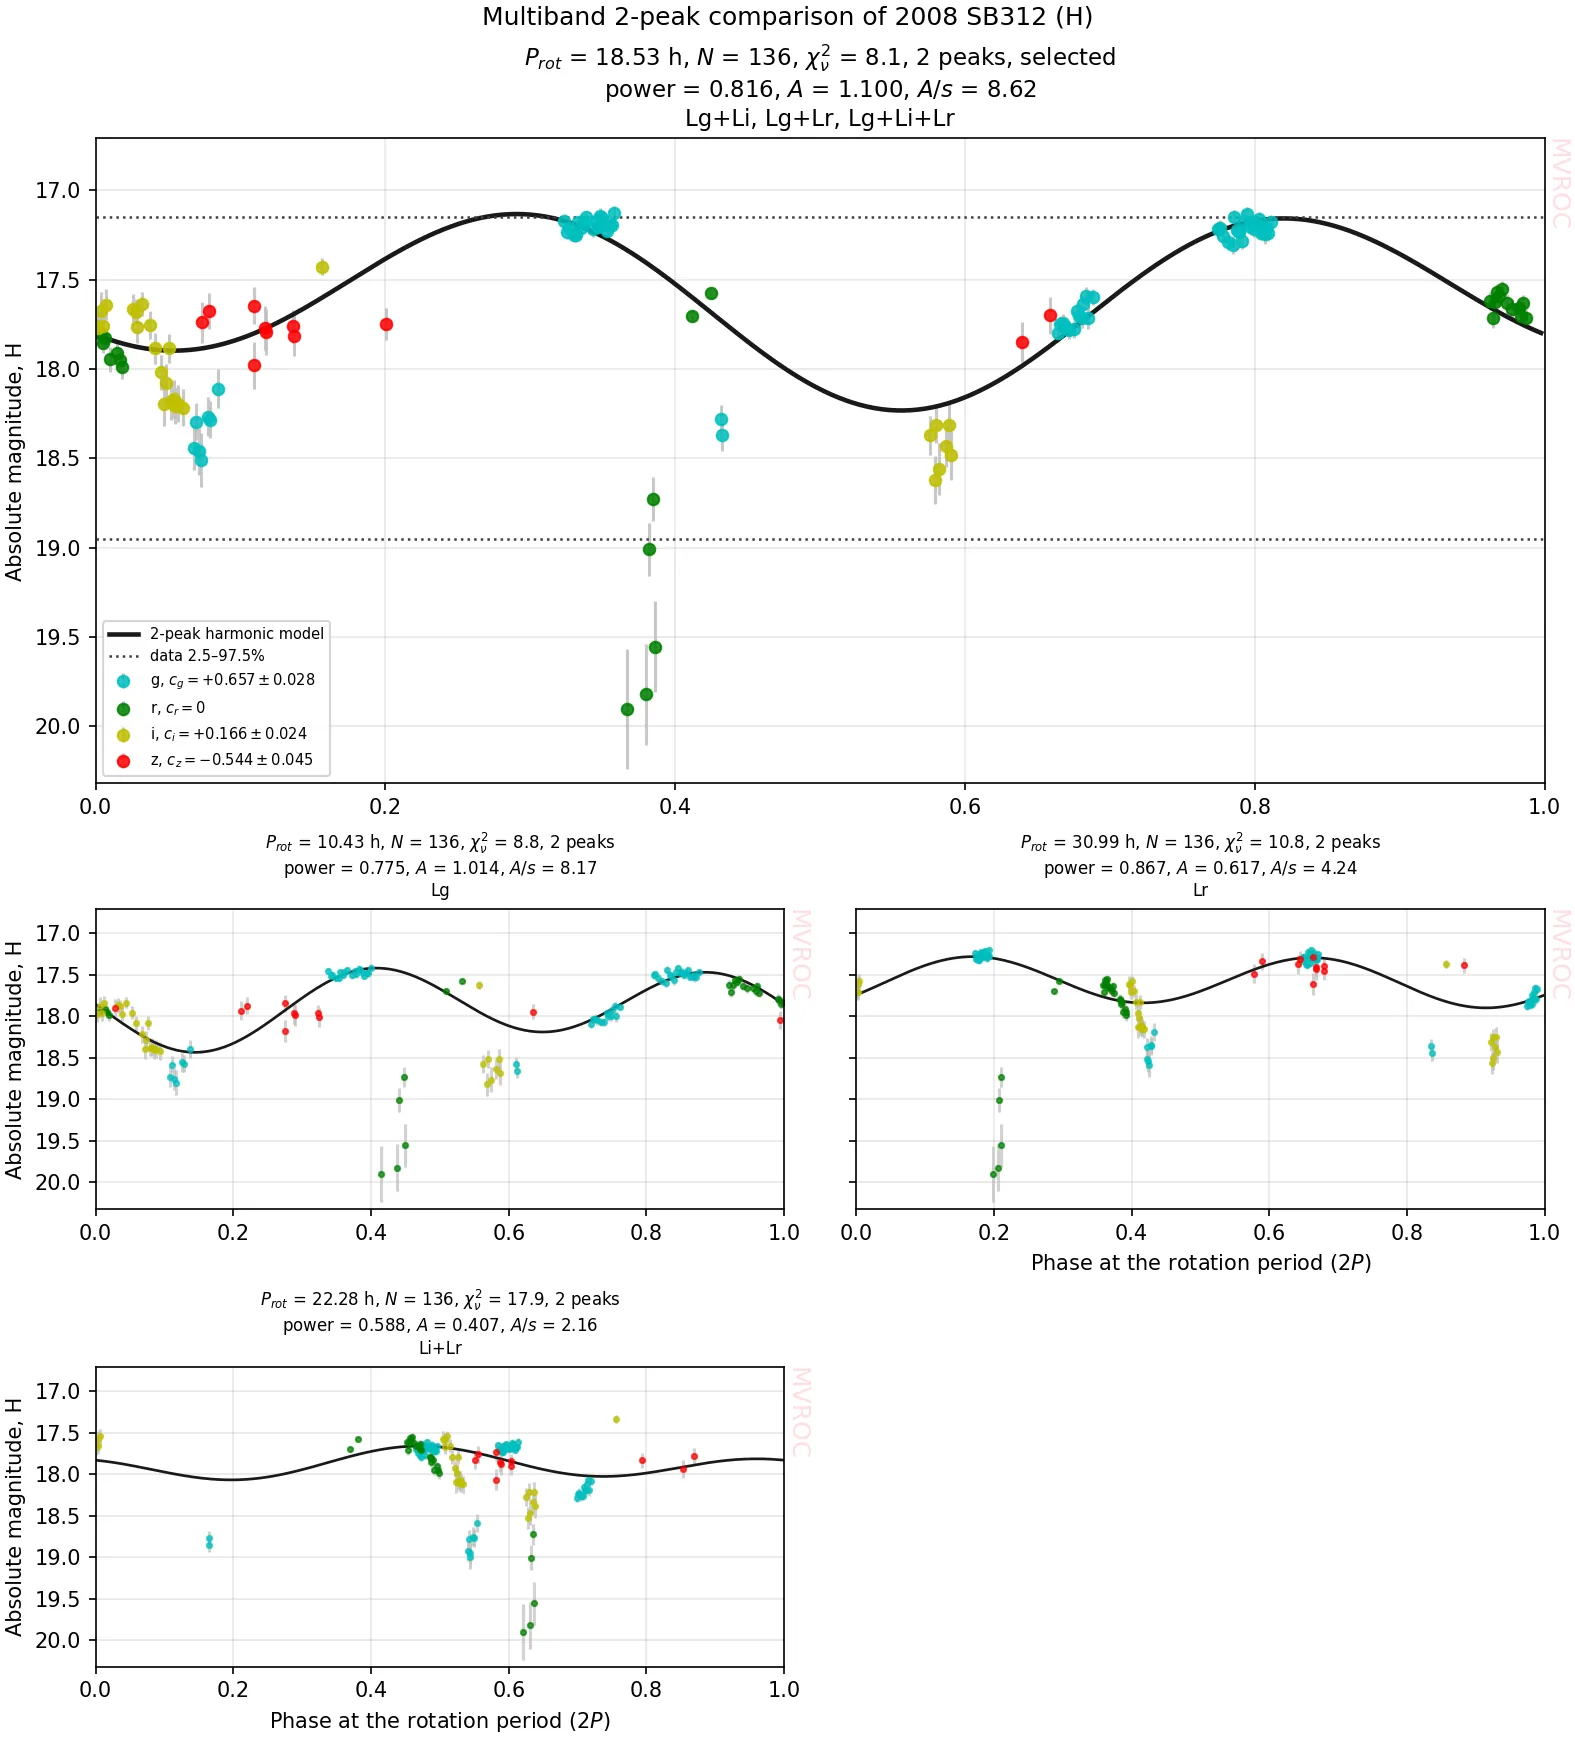 Multiband 2-peak comparison of 2008 SB312 (H)
P_rot = 18.53 h, N = 136, χ²_ν = 8.1, 2 peaks, selected
power = 0.816, A = 1.100, A/s = 8.62
Lg+Li, Lg+Lr, Lg+Li+Lr
MVROC
Absolute magnitude, H
17.0
17.5
18.0
18.5
19.0
19.5
20.0
2-peak harmonic model
data 2.5–97.5%
g, c_g = +0.657 ± 0.028
r, c_r = 0
i, c_i = +0.166 ± 0.024
z, c_z = −0.544 ± 0.045
0.0 0.2 0.4 0.6 0.8 1.0
P_rot = 10.43 h, N = 136, χ²_ν = 8.8, 2 peaks
power = 0.775, A = 1.014, A/s = 8.17
Lg
MVROC
Absolute magnitude, H
17.0
17.5
18.0
18.5
19.0
19.5
20.0
0.0 0.2 0.4 0.6 0.8 1.0
P_rot = 30.99 h, N = 136, χ²_ν = 10.8, 2 peaks
power = 0.867, A = 0.617, A/s = 4.24
Lr
MVROC
0.0 0.2 0.4 0.6 0.8 1.0
Phase at the rotation period (2P)
P_rot = 22.28 h, N = 136, χ²_ν = 17.9, 2 peaks
power = 0.588, A = 0.407, A/s = 2.16
Li+Lr
MVROC
Absolute magnitude, H
17.0
17.5
18.0
18.5
19.0
19.5
20.0
0.0 0.2 0.4 0.6 0.8 1.0
Phase at the rotation period (2P)